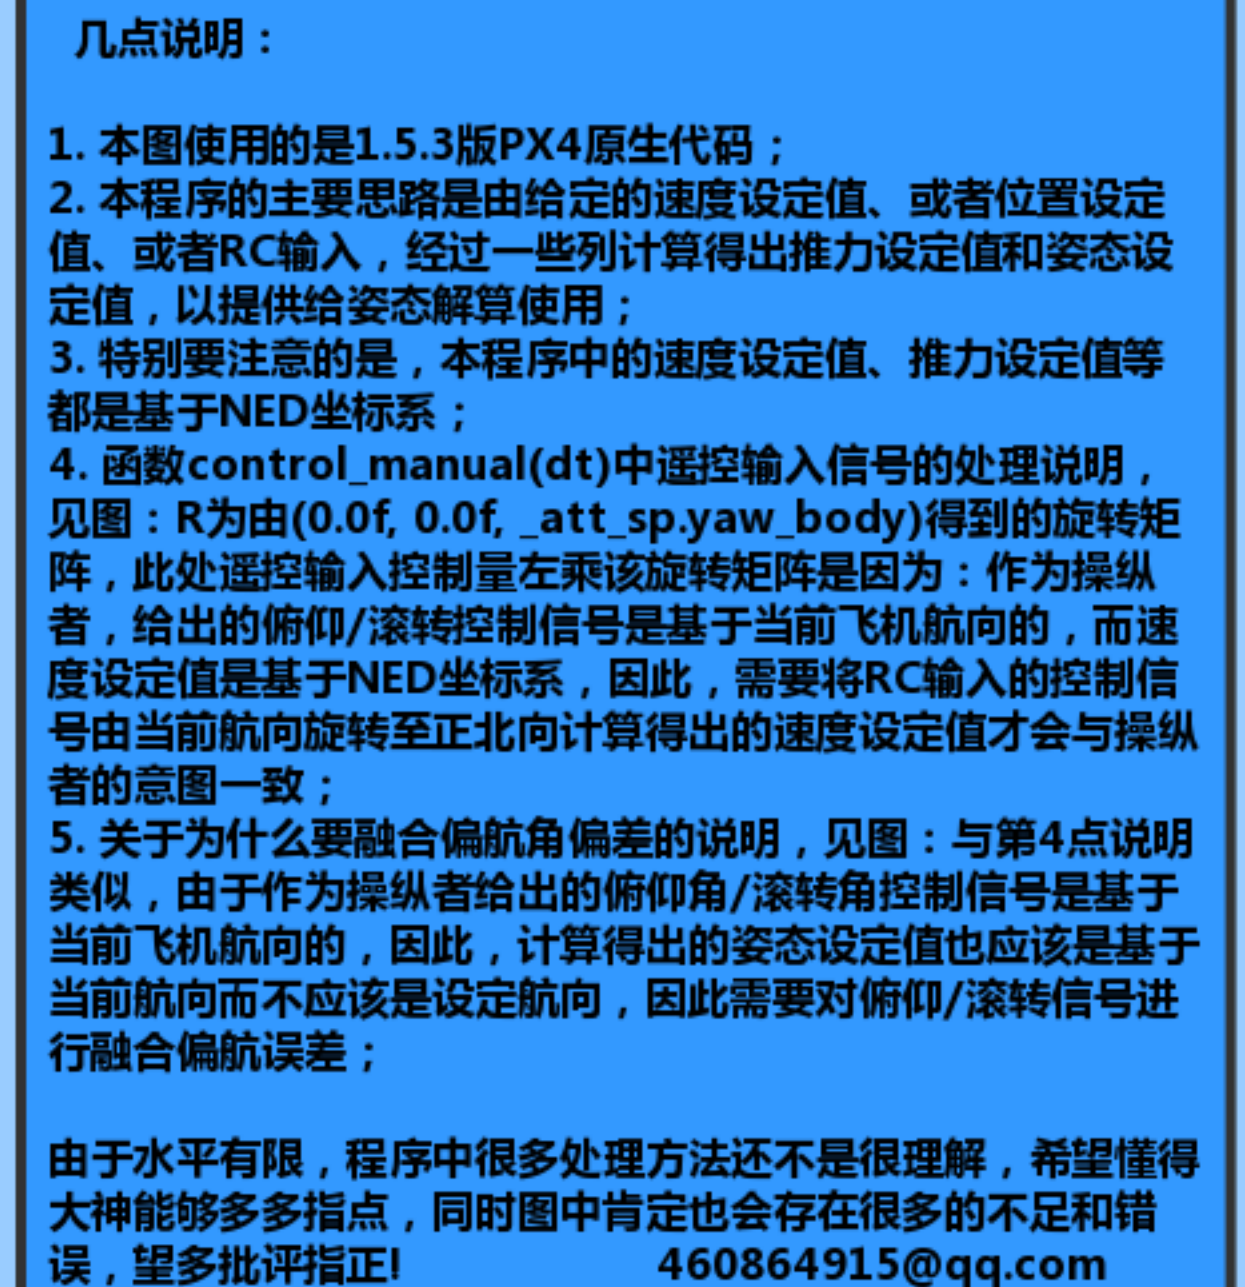 几点说明：
1. 本图使用的是1.5.3版PX4原生代码；
2. 本程序的主要思路是由给定的速度设定值、或者位置设定
值、或者RC输入，经过一些列计算得出推力设定值和姿态设
定值，以提供给姿态解算使用；
3. 特别要注意的是，本程序中的速度设定值、推力设定值等
都是基于NED坐标系；
4. 函数control_manual(dt)中遥控输入信号的处理说明，
见图：R为由(0.0f, 0.0f, _att_sp.yaw_body)得到的旋转矩
阵，此处遥控输入控制量左乘该旋转矩阵是因为：作为操纵
者，给出的俯仰/滚转控制信号是基于当前飞机航向的，而速
度设定值是基于NED坐标系，因此，需要将RC输入的控制信
号由当前航向旋转至正北向计算得出的速度设定值才会与操纵
者的意图一致；
5. 关于为什么要融合偏航角偏差的说明，见图：与第4点说明
类似，由于作为操纵者给出的俯仰角/滚转角控制信号是基于
当前飞机航向的，因此，计算得出的姿态设定值也应该是基于
当前航向而不应该是设定航向，因此需要对俯仰/滚转信号进
行融合偏航误差；
由于水平有限，程序中很多处理方法还不是很理解，希望懂得
大神能够多多指点，同时图中肯定也会存在很多的不足和错
误，望多批评指正! 460864915@qq.com